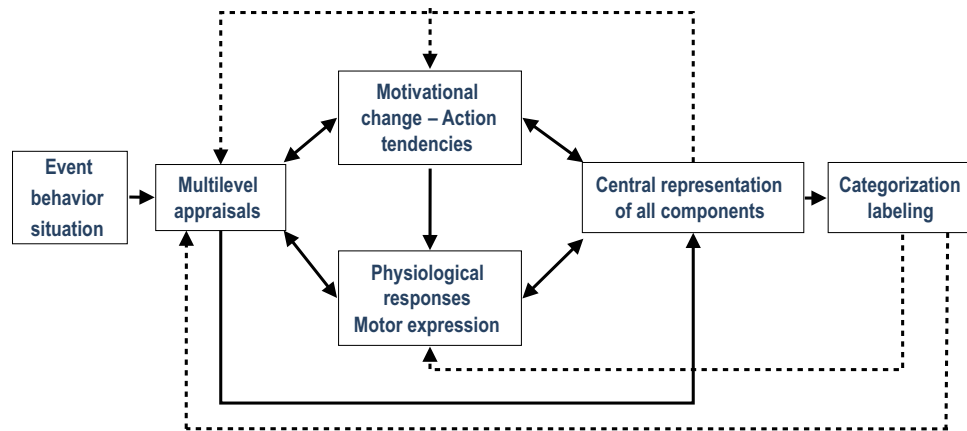 Motivational
change – Action
tendencies
Event
behavior
situation
Multilevel
appraisals
Central representation
of all components
Categorization
labeling
Physiological
responses
Motor expression